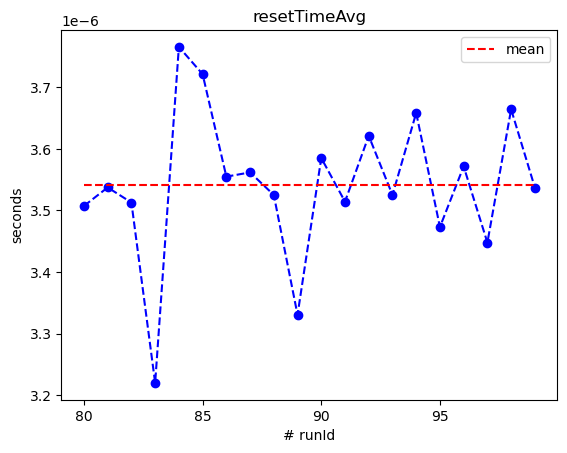 resetTimeAvg
1e−6
mean
3.7
3.6
3.5
3.4
3.3
3.2
seconds
80
85
90
95
# runId